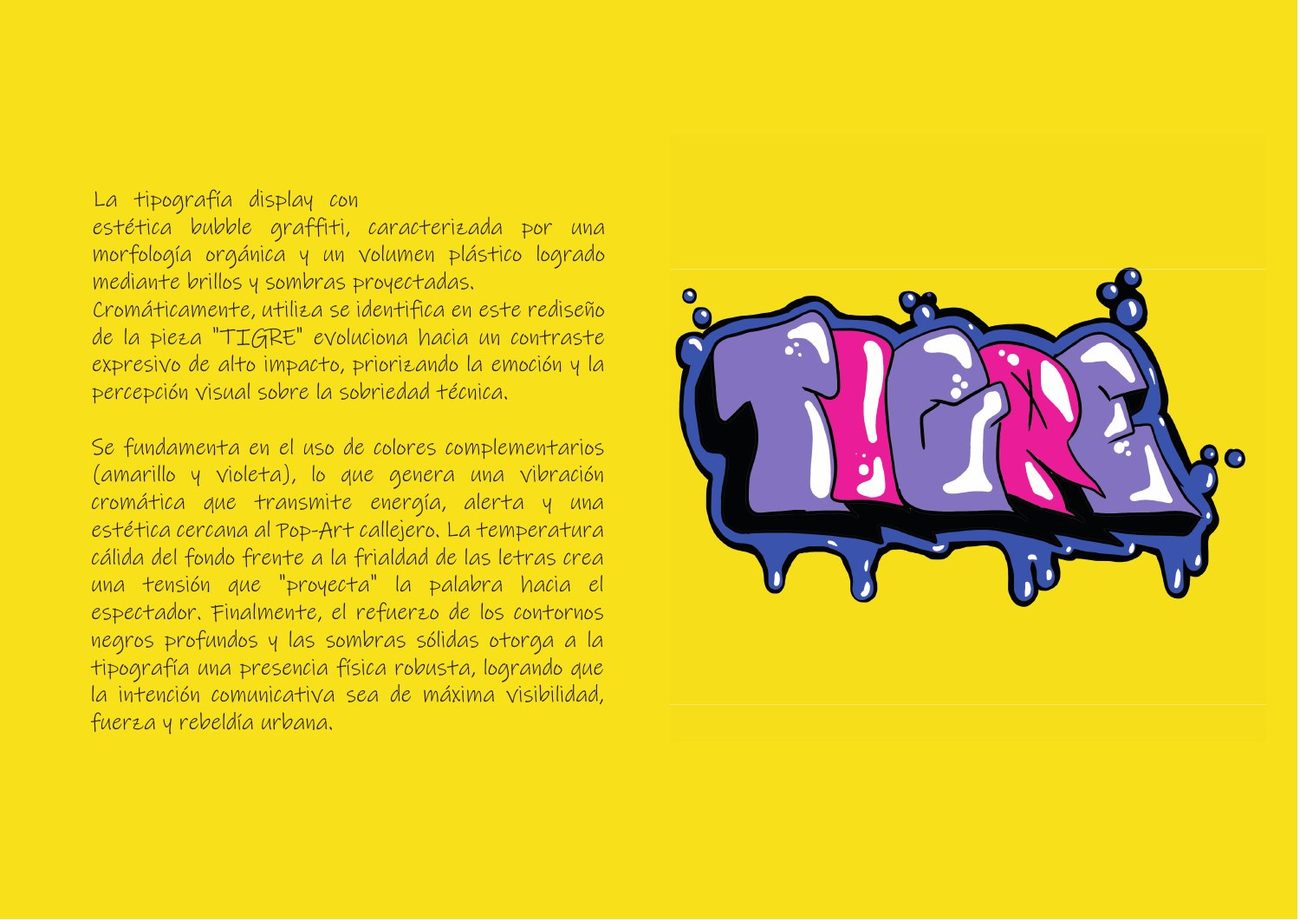 La tipografía display con
estética bubble graffiti, caracterizada por una
morfología orgánica y un volumen plástico logrado
mediante brillos y sombras proyectadas.
Cromáticamente, utiliza se identifica en este rediseño
de la pieza "TIGRE" evoluciona hacia un contraste
expresivo de alto impacto, priorizando la emoción y la
percepción visual sobre la sobriedad técnica.
Se fundamenta en el uso de colores complementarios
(amarillo y violeta), lo que genera una vibración
cromática que transmite energía, alerta y una
estética cercana al Pop-Art callejero. La temperatura
cálida del fondo frente a la frialdad de las letras crea
una tensión que "proyecta" la palabra hacia el
espectador. Finalmente, el refuerzo de los contornos
negros profundos y las sombras sólidas otorga a la
tipografía una presencia física robusta, logrando que
la intención comunicativa sea de máxima visibilidad,
fuerza y rebeldía urbana.
TIGRE